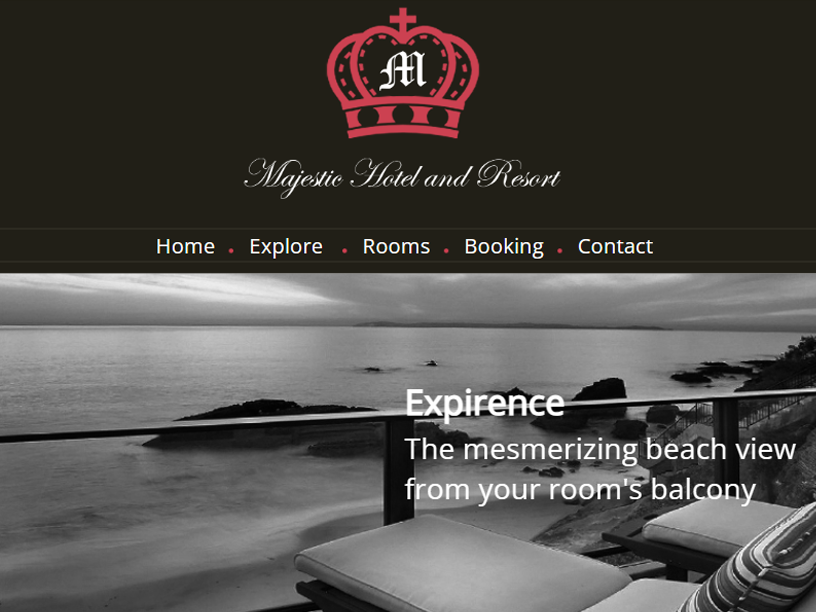 M
Majestic Hotel and Resort
Home . Explore . Rooms . Booking . Contact
Expirence
The mesmerizing beach view
from your room's balcony